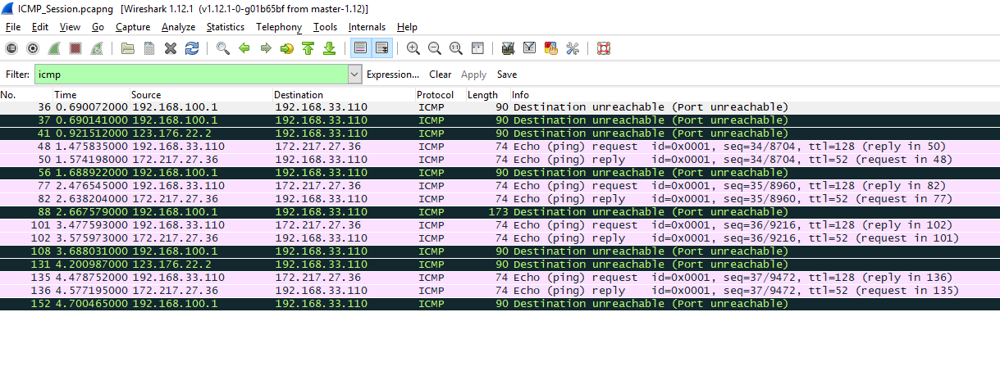 ICMP_Session.pcapng [Wireshark 1.12.1 (v1.12.1-0-g01b65bf from master-1.12)]
File Edit View Go Capture Analyze Statistics Telephony Tools Internals Help
Filter: icmp Expression... Clear Apply Save
No. Time Source Destination Protocol Length Info
36 0.690072000 192.168.100.1 192.168.33.110 ICMP 90 Destination unreachable (Port unreachable)
37 0.690141000 192.168.100.1 192.168.33.110 ICMP 90 Destination unreachable (Port unreachable)
41 0.921512000 123.176.22.2 192.168.33.110 ICMP 90 Destination unreachable (Port unreachable)
48 1.475835000 192.168.33.110 172.217.27.36 ICMP 74 Echo (ping) request id=0x0001, seq=34/8704, ttl=128 (reply in 50)
50 1.574198000 172.217.27.36 192.168.33.110 ICMP 74 Echo (ping) reply id=0x0001, seq=34/8704, ttl=52 (request in 48)
56 1.688922000 192.168.100.1 192.168.33.110 ICMP 90 Destination unreachable (Port unreachable)
77 2.476545000 192.168.33.110 172.217.27.36 ICMP 74 Echo (ping) request id=0x0001, seq=35/8960, ttl=128 (reply in 82)
82 2.638204000 172.217.27.36 192.168.33.110 ICMP 74 Echo (ping) reply id=0x0001, seq=35/8960, ttl=52 (request in 77)
88 2.667579000 192.168.100.1 192.168.33.110 ICMP 173 Destination unreachable (Port unreachable)
101 3.477593000 192.168.33.110 172.217.27.36 ICMP 74 Echo (ping) request id=0x0001, seq=36/9216, ttl=128 (reply in 102)
102 3.575973000 172.217.27.36 192.168.33.110 ICMP 74 Echo (ping) reply id=0x0001, seq=36/9216, ttl=52 (request in 101)
108 3.688031000 192.168.100.1 192.168.33.110 ICMP 90 Destination unreachable (Port unreachable)
131 4.200987000 123.176.22.2 192.168.33.110 ICMP 90 Destination unreachable (Port unreachable)
135 4.478752000 192.168.33.110 172.217.27.36 ICMP 74 Echo (ping) request id=0x0001, seq=37/9472, ttl=128 (reply in 136)
136 4.577195000 172.217.27.36 192.168.33.110 ICMP 74 Echo (ping) reply id=0x0001, seq=37/9472, ttl=52 (request in 135)
152 4.700465000 192.168.100.1 192.168.33.110 ICMP 90 Destination unreachable (Port unreachable)